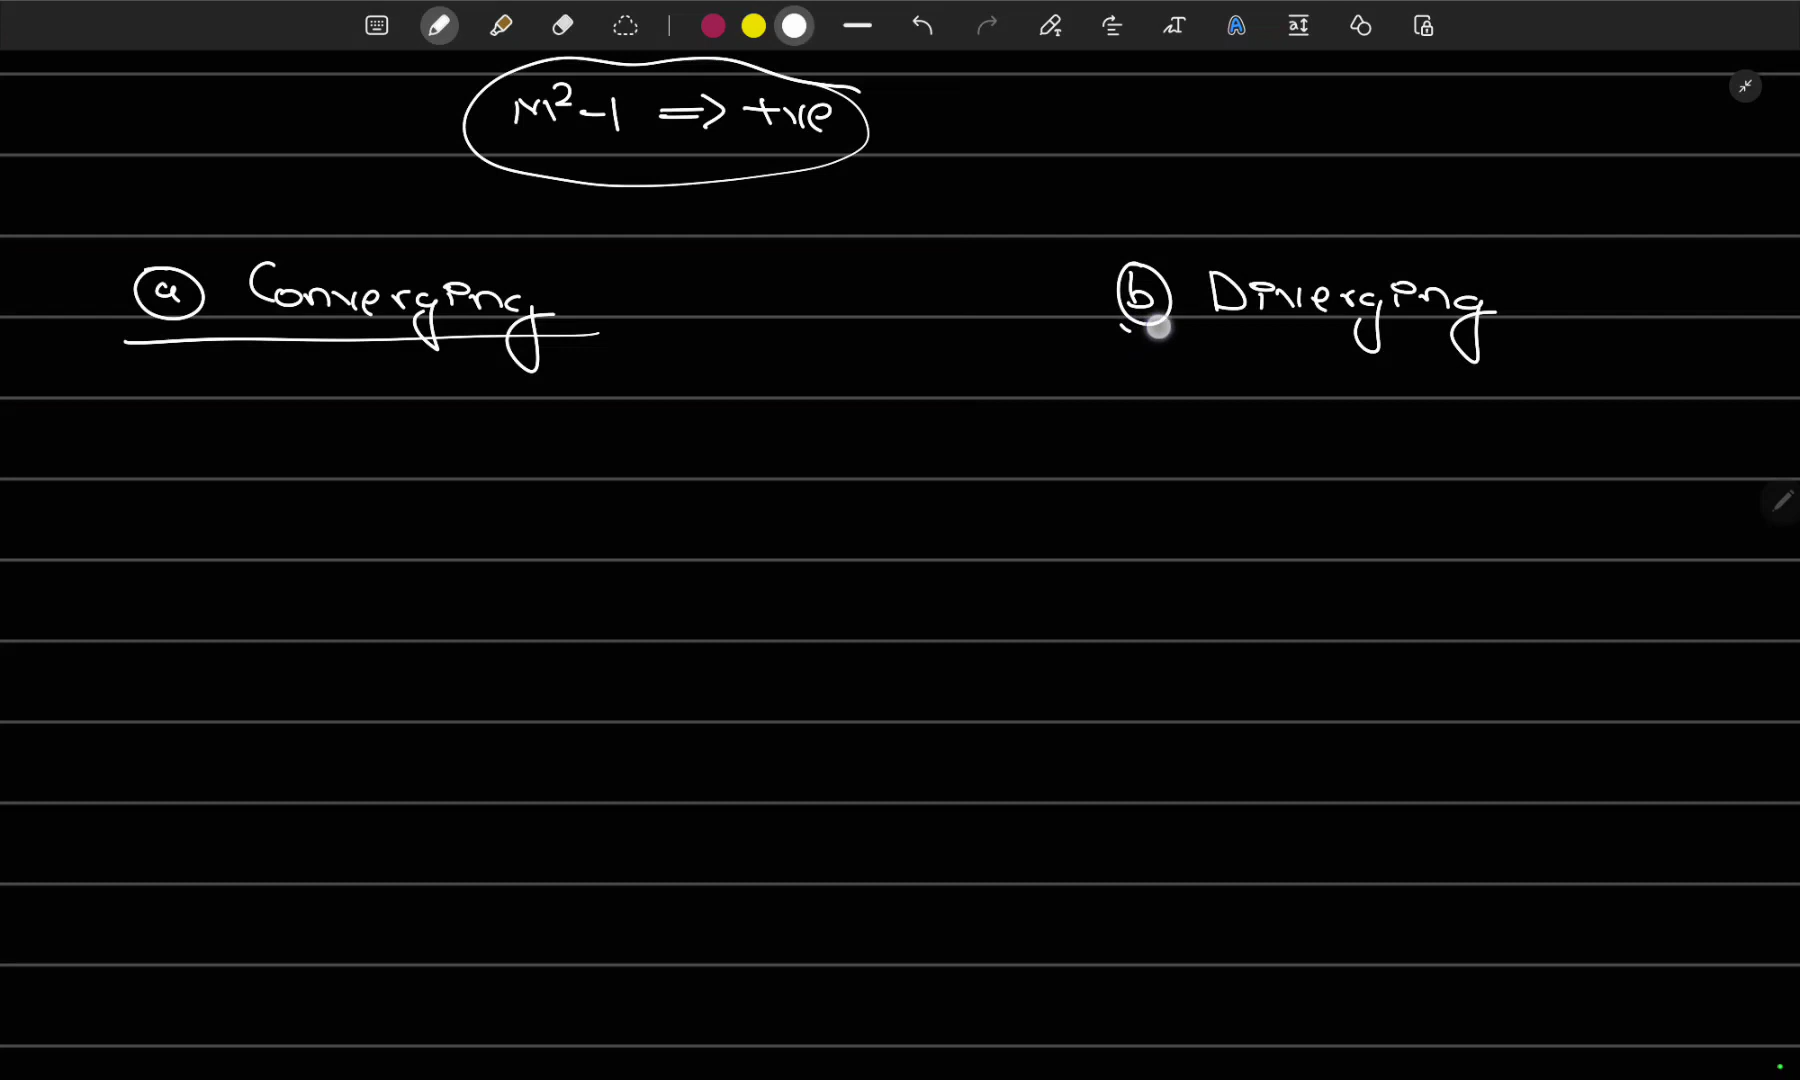 M²-1 ⇒ +ve
ⓐ Converging
ⓑ Diverging